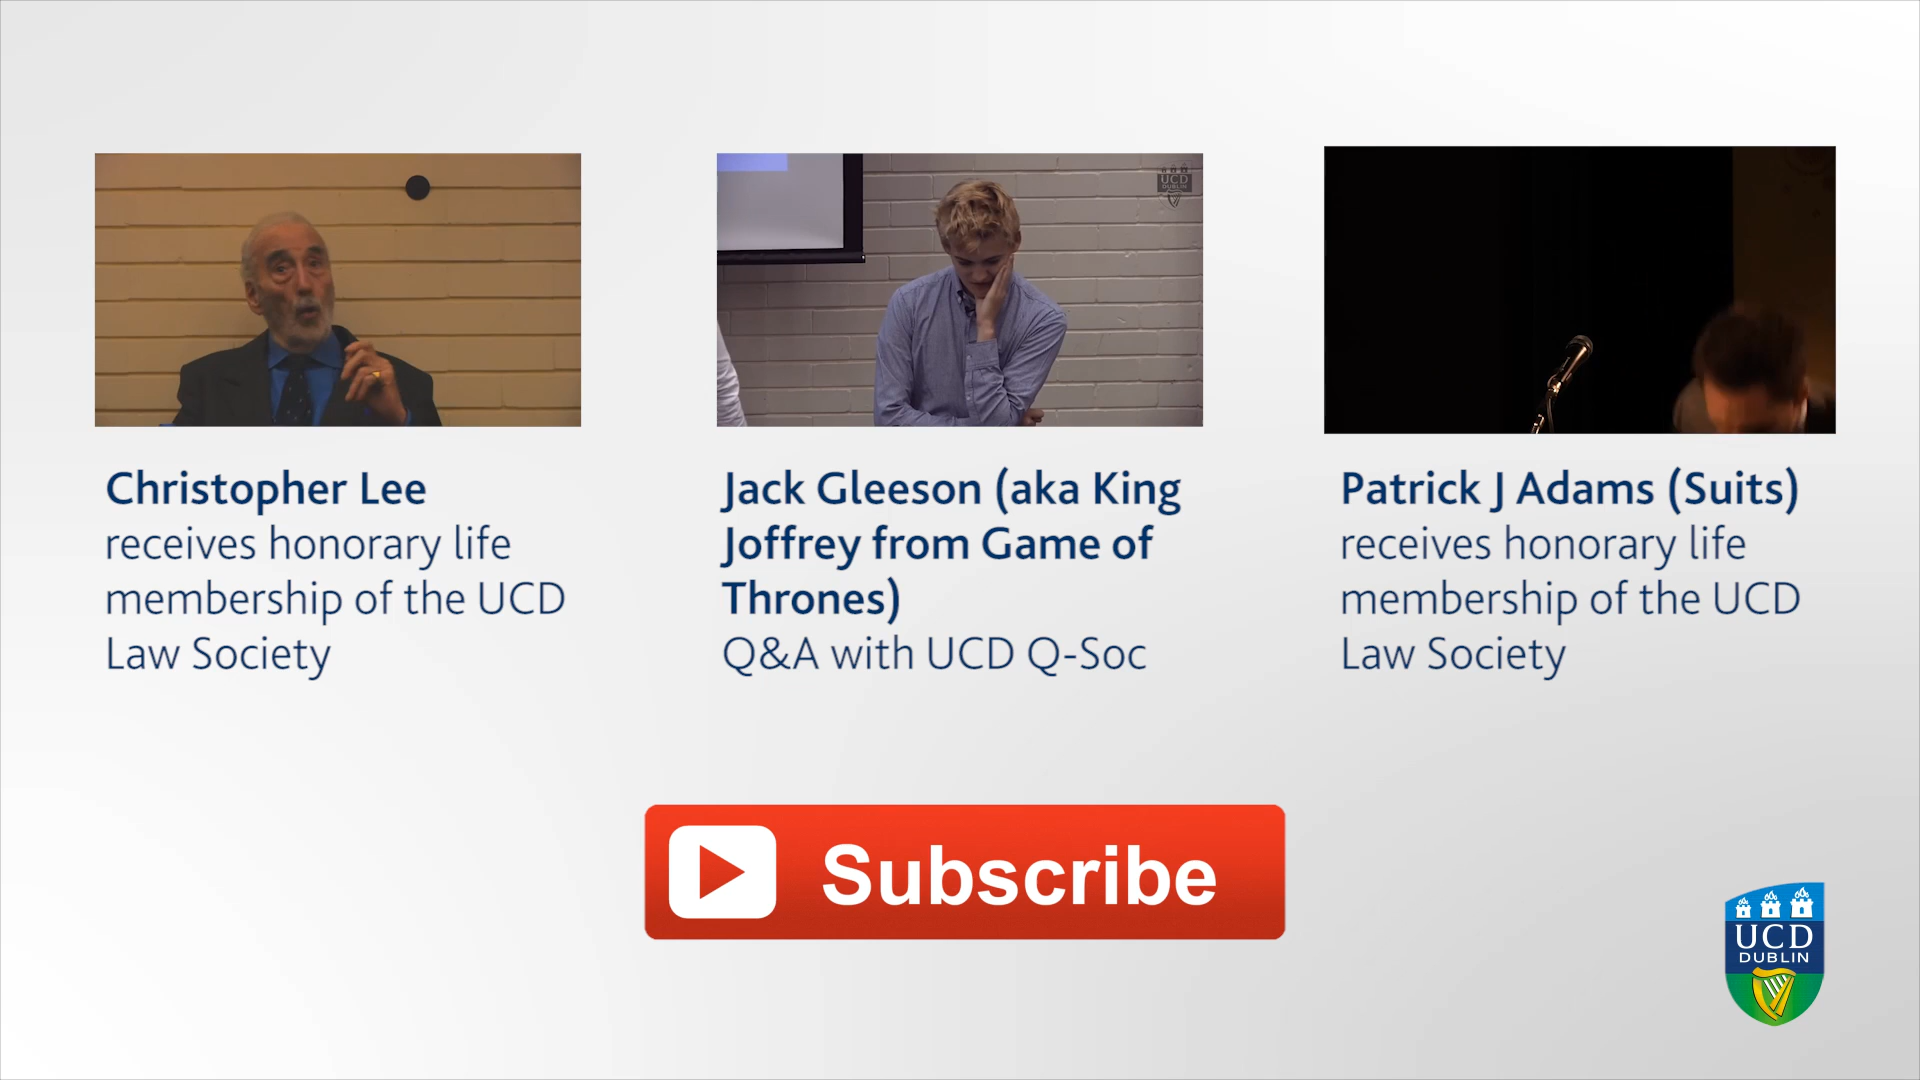 UCD
DUBLIN
Christopher Lee
receives honorary life
membership of the UCD
Law Society
Jack Gleeson (aka King
Joffrey from Game of
Thrones)
Q&A with UCD Q-Soc
Patrick J Adams (Suits)
receives honorary life
membership of the UCD
Law Society
Subscribe
UCD
DUBLIN